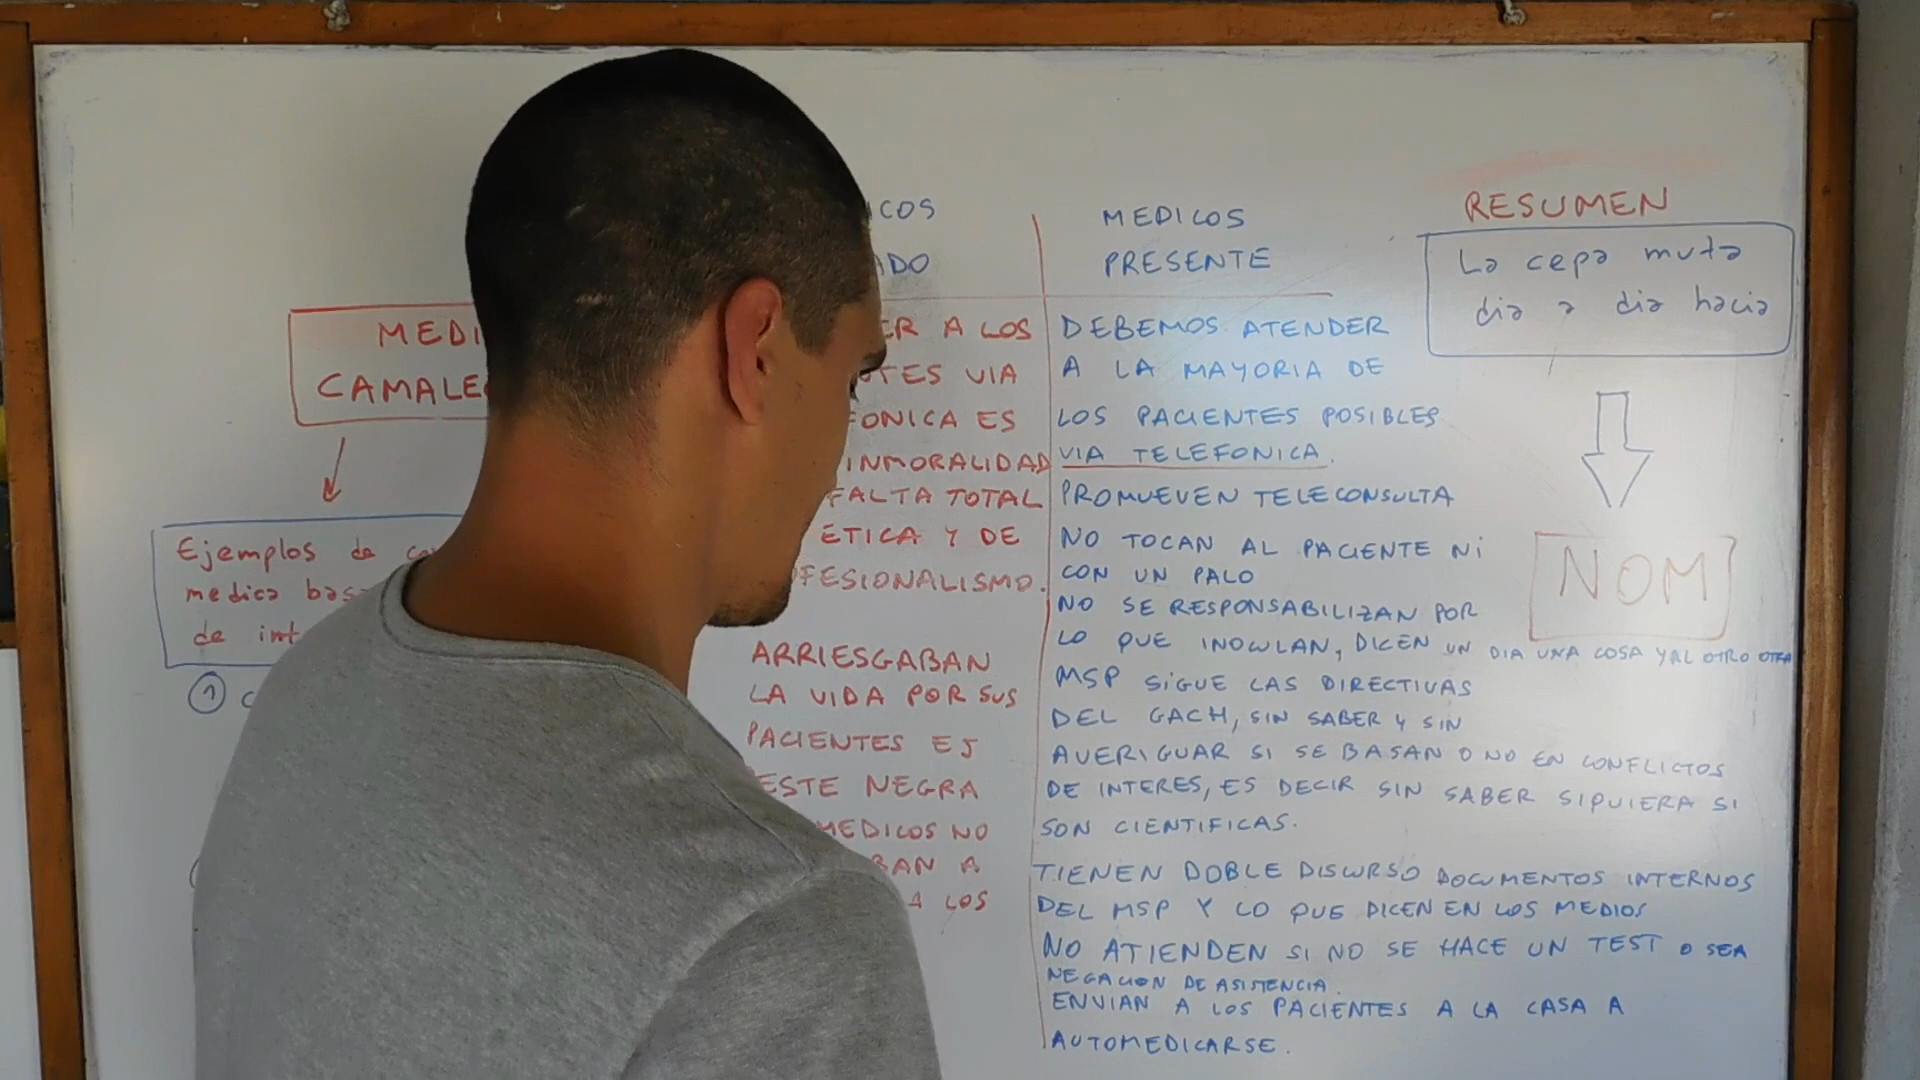 MEDI
CAMALE
Ejemplos de
medica bas
de int
1
ICOS
ADO
ER A LOS
NTES VIA
FONICA ES
INMORALIDAD
FALTA TOTAL
ETICA Y DE
FESIONALISMO.
ARRIESGABAN
LA VIDA POR SUS
PACIENTES EJ
ESTE NEGRA
MEDICOS NO
BAN A
A LOS
MEDICOS
PRESENTE
DEBEMOS ATENDER
A LA MAYORIA DE
LOS PACIENTES POSIBLES
VIA TELEFONICA.
PROMUEVEN TELECONSULTA
NO TOCAN AL PACIENTE NI
CON UN PALO
NO SE RESPONSABILIZAN POR
LO QUE INOCULAN, DICEN UN DIA UNA COSA Y AL OTRO OTRA
MSP SIGUE LAS DIRECTIVAS
DEL GACH, SIN SABER Y SIN
AVERIGUAR SI SE BASAN O NO EN CONFLICTOS
DE INTERES, ES DECIR SIN SABER SIPUIERA SI
SON CIENTIFICAS.
TIENEN DOBLE DISCURSO DOCUMENTOS INTERNOS
DEL MSP Y LO QUE DICEN EN LOS MEDIOS
NO ATIENDEN SI NO SE HACE UN TEST O SEA
NEGACION DE ASISTENCIA.
ENVIAN A LOS PACIENTES A LA CASA A
AUTOMEDICARSE.
RESUMEN
La cepa muta
dia a dia hacia
NOM